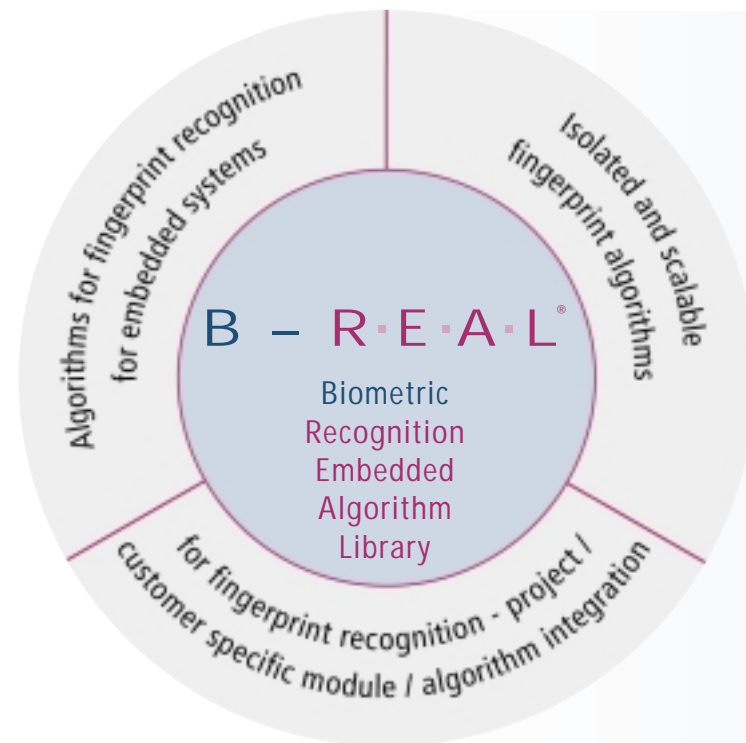 Algorithms for fingerprint recognition
for embedded systems
Isolated and scalable
fingerprint algorithms
B – R·E·A·L®
Biometric
Recognition
Embedded
Algorithm
Library
for fingerprint recognition - project /
customer specific module / algorithm integration